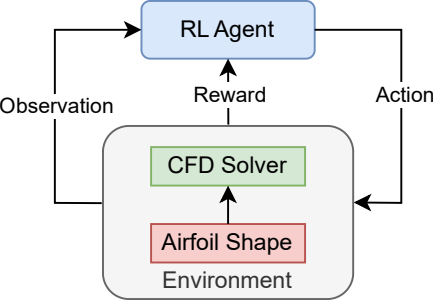 RL Agent
Observation
Reward
Action
CFD Solver
Airfoil Shape
Environment